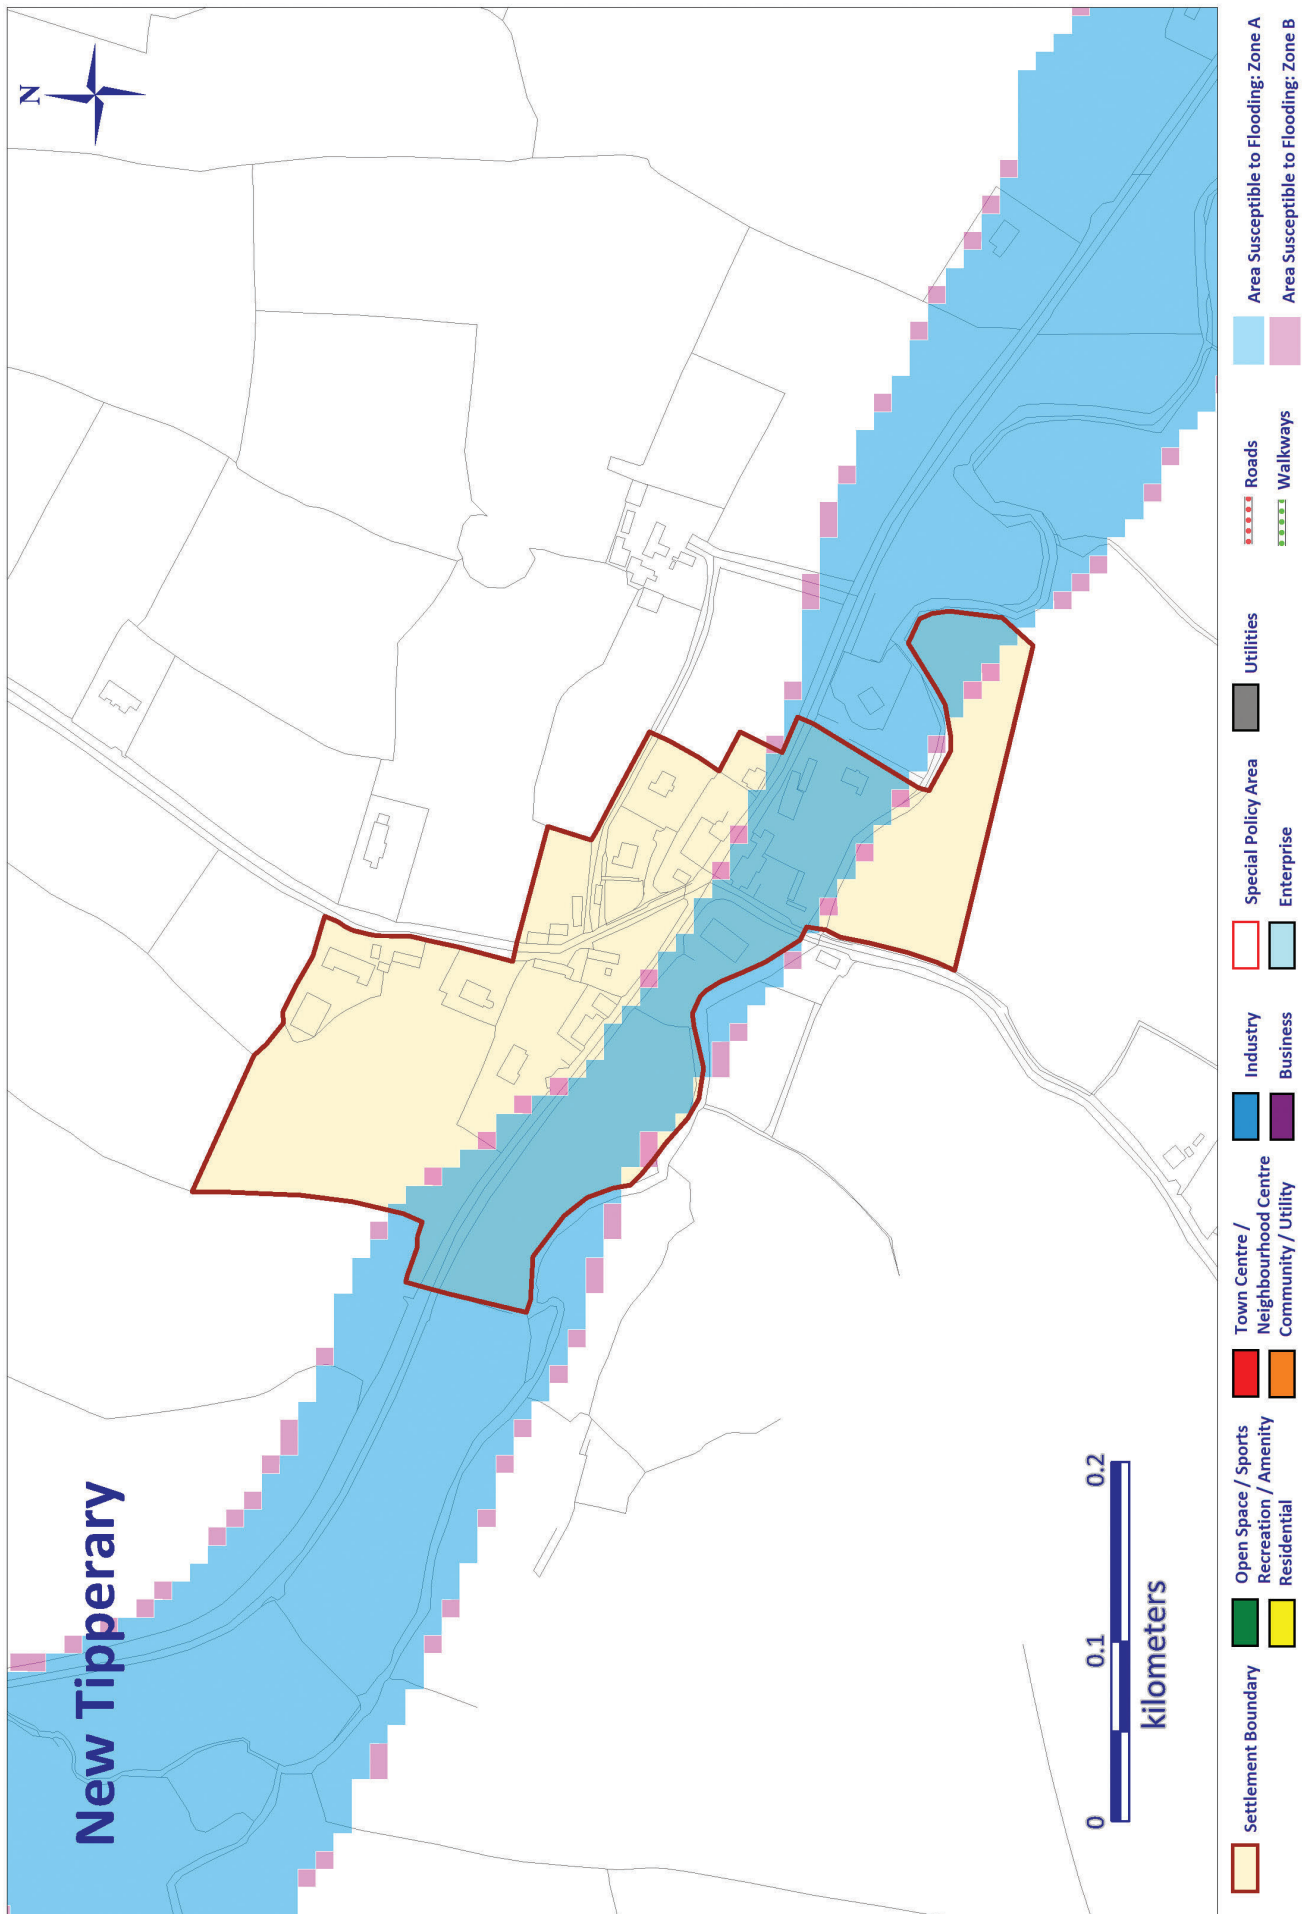 New Tipperary
N
0 0.1 0.2
kilometers
Settlement Boundary
Open Space / Sports
Recreation / Amenity
Residential
Town Centre /
Neighbourhood Centre
Community / Utility
Industry
Business
Special Policy Area
Enterprise
Utilities
Roads
Walkways
Area Susceptible to Flooding: Zone A
Area Susceptible to Flooding: Zone B